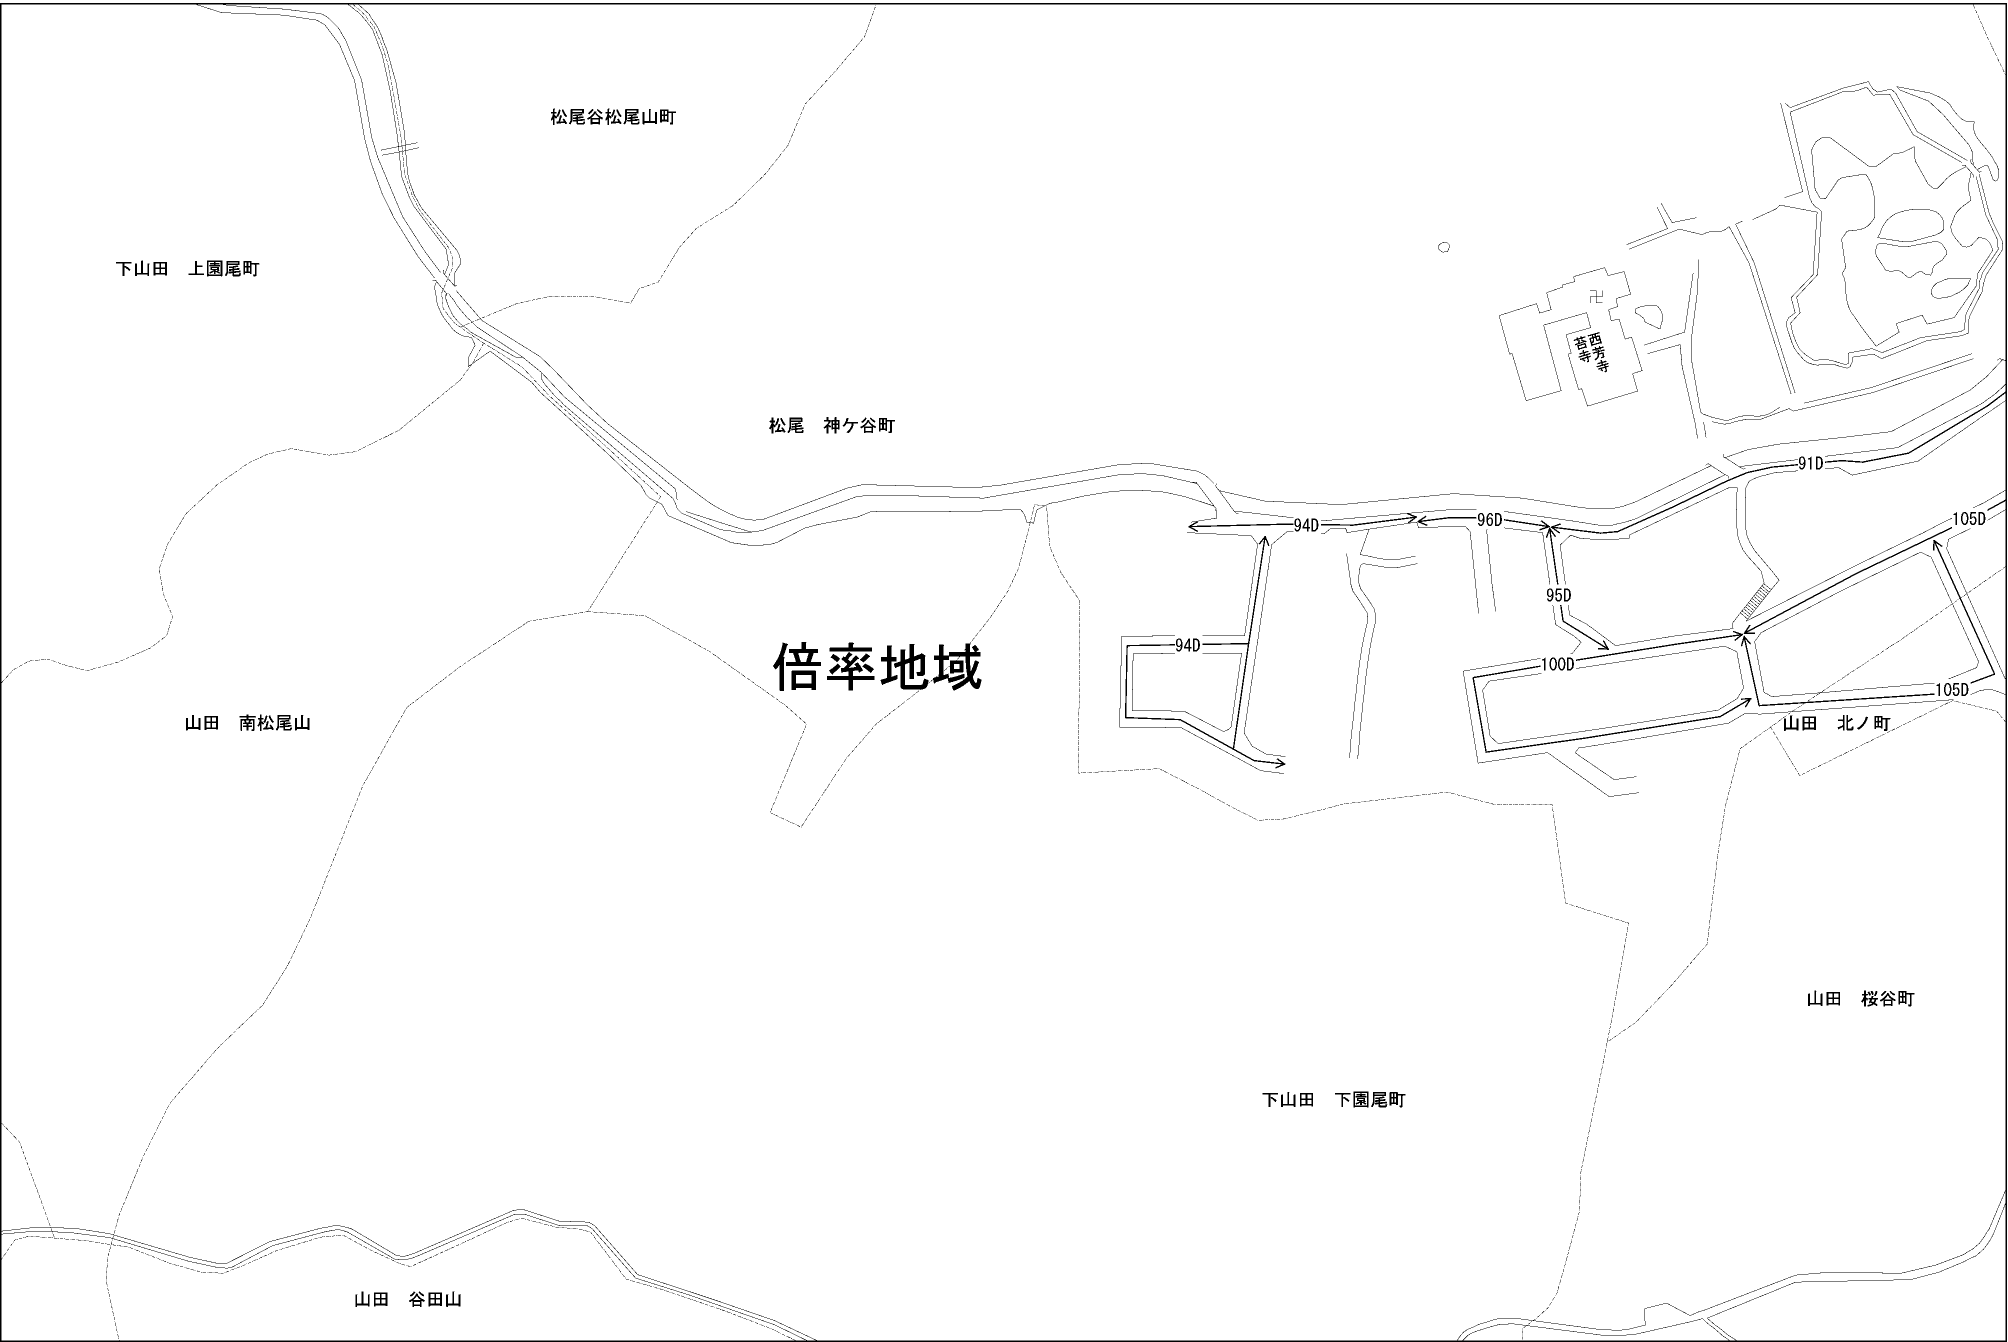 松尾谷松尾山町
下山田　上園尾町
卍
西芳寺
苔寺
松尾　神ケ谷町
91D
94D
96D
105D
95D
94D
倍率地域
100D
105D
山田　南松尾山
山田　北ノ町
山田　桜谷町
下山田　下園尾町
山田　谷田山